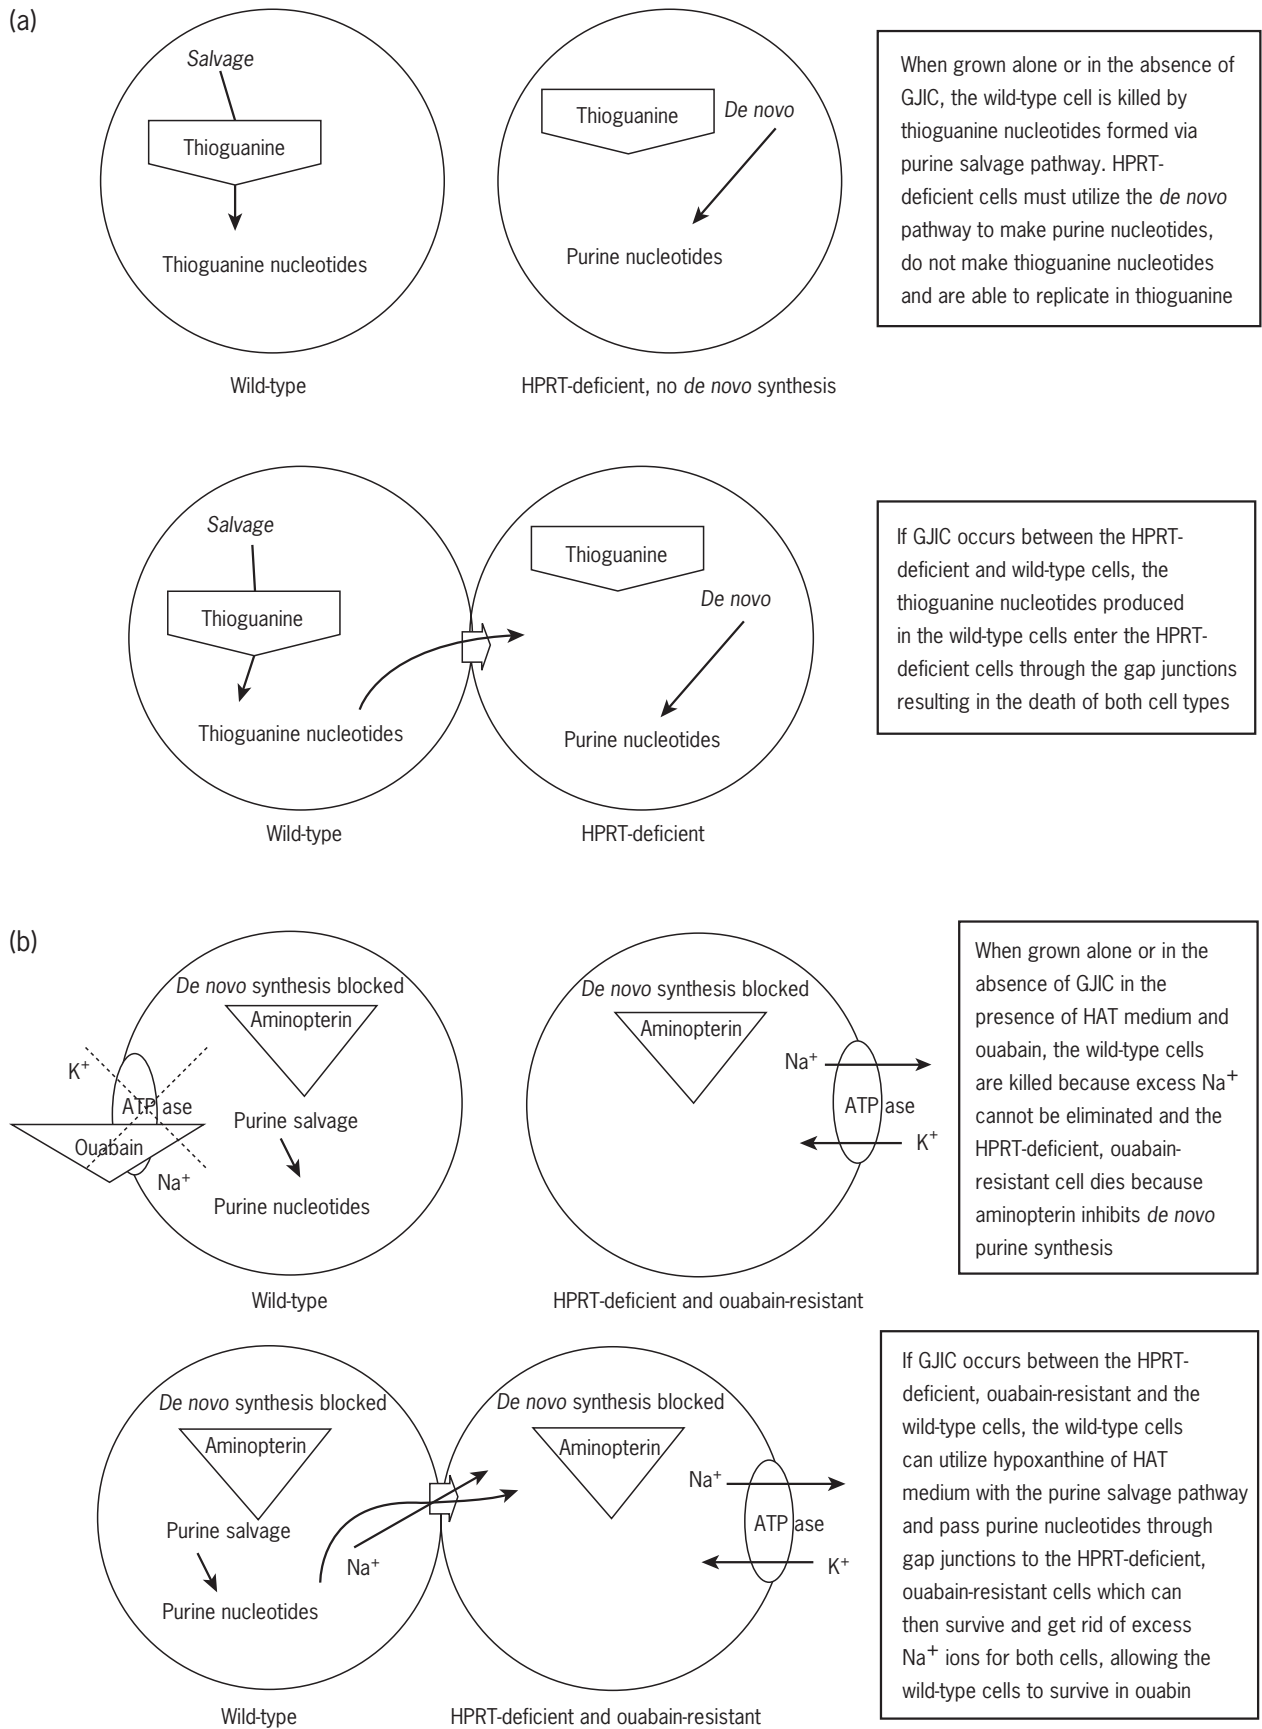 (a)
Salvage
Thioguanine
Thioguanine nucleotides
Wild-type
Thioguanine
De novo
Purine nucleotides
HPRT-deficient, no de novo synthesis
When grown alone or in the absence of
GJIC, the wild-type cell is killed by
thioguanine nucleotides formed via
purine salvage pathway. HPRT-
deficient cells must utilize the de novo
pathway to make purine nucleotides,
do not make thioguanine nucleotides
and are able to replicate in thioguanine
Salvage
Thioguanine
Thioguanine nucleotides
Wild-type
Thioguanine
De novo
Purine nucleotides
HPRT-deficient
If GJIC occurs between the HPRT-
deficient and wild-type cells, the
thioguanine nucleotides produced
in the wild-type cells enter the HPRT-
deficient cells through the gap junctions
resulting in the death of both cell types
(b)
De novo synthesis blocked
Aminopterin
K+
ATP ase
Ouabain
Na+
Purine salvage
Purine nucleotides
Wild-type
De novo synthesis blocked
Aminopterin
Na+
ATP ase
K+
HPRT-deficient and ouabain-resistant
When grown alone or in the
absence of GJIC in the
presence of HAT medium and
ouabain, the wild-type cells
are killed because excess Na+
cannot be eliminated and the
HPRT-deficient, ouabain-
resistant cell dies because
aminopterin inhibits de novo
purine synthesis
De novo synthesis blocked
Aminopterin
Purine salvage
Na+
Purine nucleotides
Wild-type
De novo synthesis blocked
Aminopterin
Na+
ATP ase
K+
HPRT-deficient and ouabain-resistant
If GJIC occurs between the HPRT-
deficient, ouabain-resistant and the
wild-type cells, the wild-type cells
can utilize hypoxanthine of HAT
medium with the purine salvage pathway
and pass purine nucleotides through
gap junctions to the HPRT-deficient,
ouabain-resistant cells which can
then survive and get rid of excess
Na+ ions for both cells, allowing the
wild-type cells to survive in ouabin